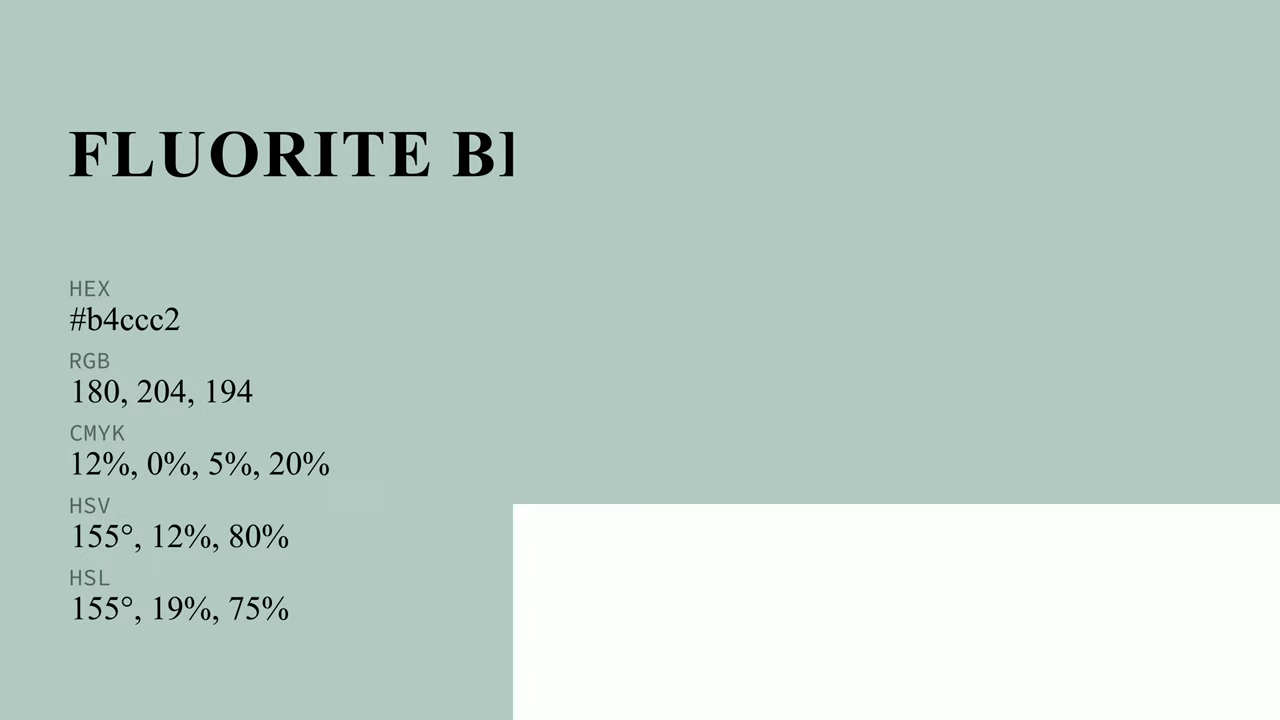 FLUORITE
HEX
#b4ccc2
RGB
180, 204, 194
CMYK
12%, 0%, 5%, 20%
HSV
155°, 12%, 80%
HSL
155°, 19%, 75%